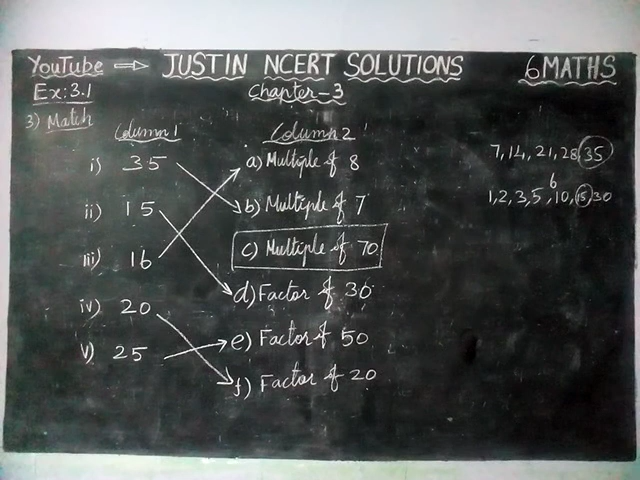 YouTube → JUSTIN NCERT SOLUTIONS 6 MATHS
Ex: 3.1 Chapter-3
3) Match
Column 1 Column 2
i) 35 a) Multiple of 8
ii) 15 b) Multiple of 7
iii) 16 c) Multiple of 70
iv) 20 d) Factor of 30
v) 25 e) Factor of 50
f) Factor of 20
7, 14, 21, 28, 35
6
1, 2, 3, 5, 10, 15, 30